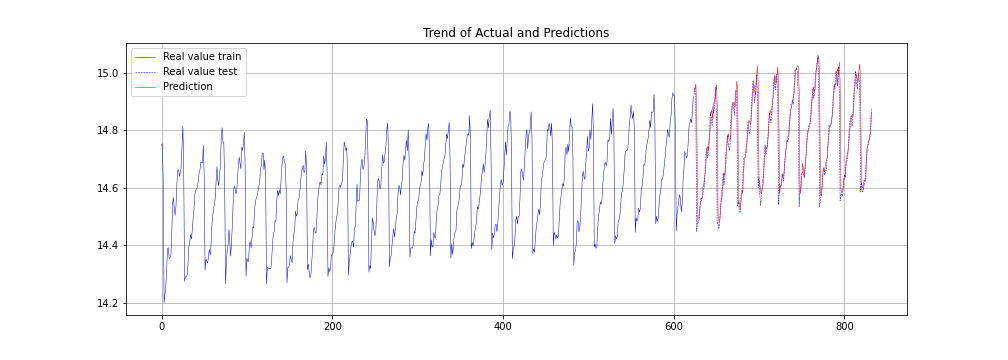 Trend of Actual and Predictions
Real value train
Real value test
Prediction
15.0
14.8
14.6
14.4
14.2
0
200
400
600
800